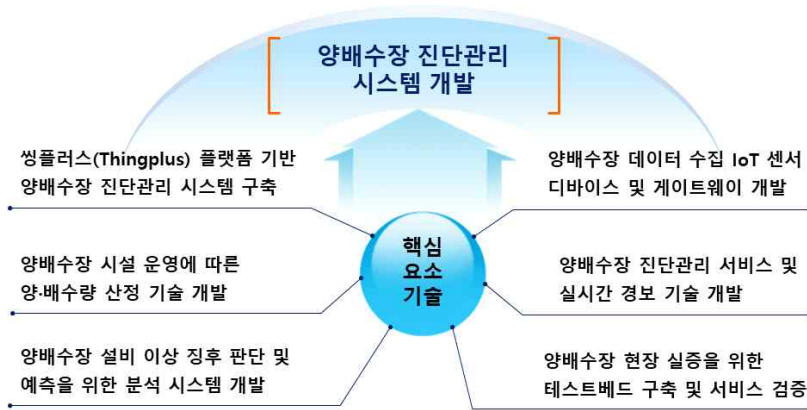 양배수장 진단관리
시스템 개발
씽플러스(Thingplus) 플랫폼 기반
양배수장 진단관리 시스템 구축
양배수장 데이터 수집 IoT 센서
디바이스 및 게이트웨이 개발
핵심
요소
기술
양배수장 시설 운영에 따른
양·배수량 산정 기술 개발
양배수장 진단관리 서비스 및
실시간 경보 기술 개발
양배수장 설비 이상 징후 판단 및
예측을 위한 분석 시스템 개발
양배수장 현장 실증을 위한
테스트베드 구축 및 서비스 검증